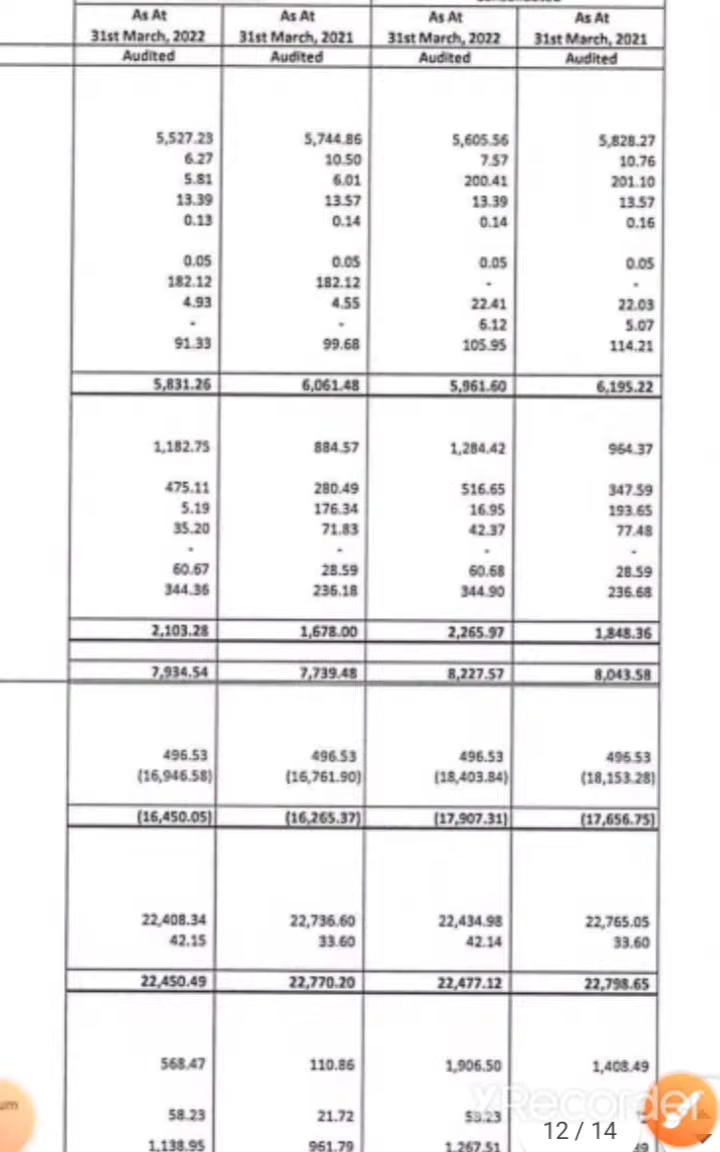 As At As At As At As At
31st March, 2022 31st March, 2021 31st March, 2022 31st March, 2021
Audited Audited Audited Audited
5,527.23 5,744.86 5,605.56 5,828.27
6.27 10.50 7.57 10.76
5.81 6.01 200.41 201.10
13.39 13.57 13.39 13.57
0.13 0.14 0.14 0.16
0.05 0.05 0.05 0.05
182.12 182.12 - -
4.93 4.55 22.41 22.03
- - 6.12 5.07
91.33 99.68 105.95 114.21
5,831.26 6,061.48 5,961.60 6,195.22
1,182.75 884.57 1,284.42 964.37
475.11 280.49 516.65 347.59
5.19 176.34 16.95 193.65
35.20 71.83 42.37 77.48
- - - -
60.67 28.59 60.68 28.59
344.36 236.18 344.90 236.68
2,103.28 1,678.00 2,265.97 1,848.36
7,934.54 7,739.48 8,227.57 8,043.58
496.53 496.53 496.53 496.53
(16,946.58) (16,761.90) (18,403.84) (18,153.28)
(16,450.05) (16,265.37) (17,907.31) (17,656.75)
22,408.34 22,736.60 22,434.98 22,765.05
42.15 33.60 42.14 33.60
22,450.49 22,770.20 22,477.12 22,798.65
568.47 110.86 1,906.50 1,408.49
XRecorder
58.23 21.72
um 12 / 14
1,138.95 961.79 1,267.51